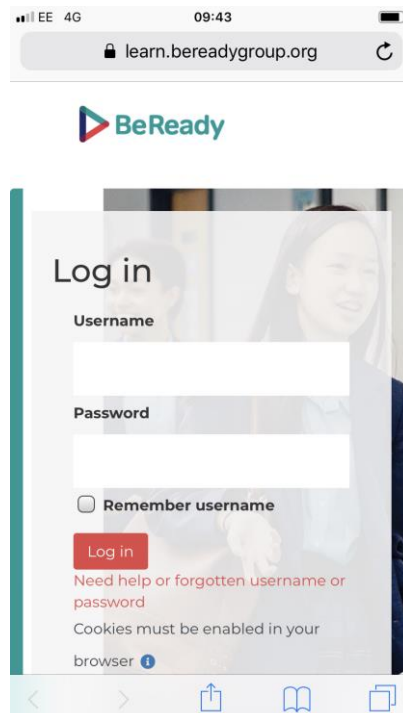 EE 4G 09:43
learn.bereadygroup.org
BeReady
Log in
Username
Password
Remember username
Log in
Need help or forgotten username or
password
Cookies must be enabled in your
browser